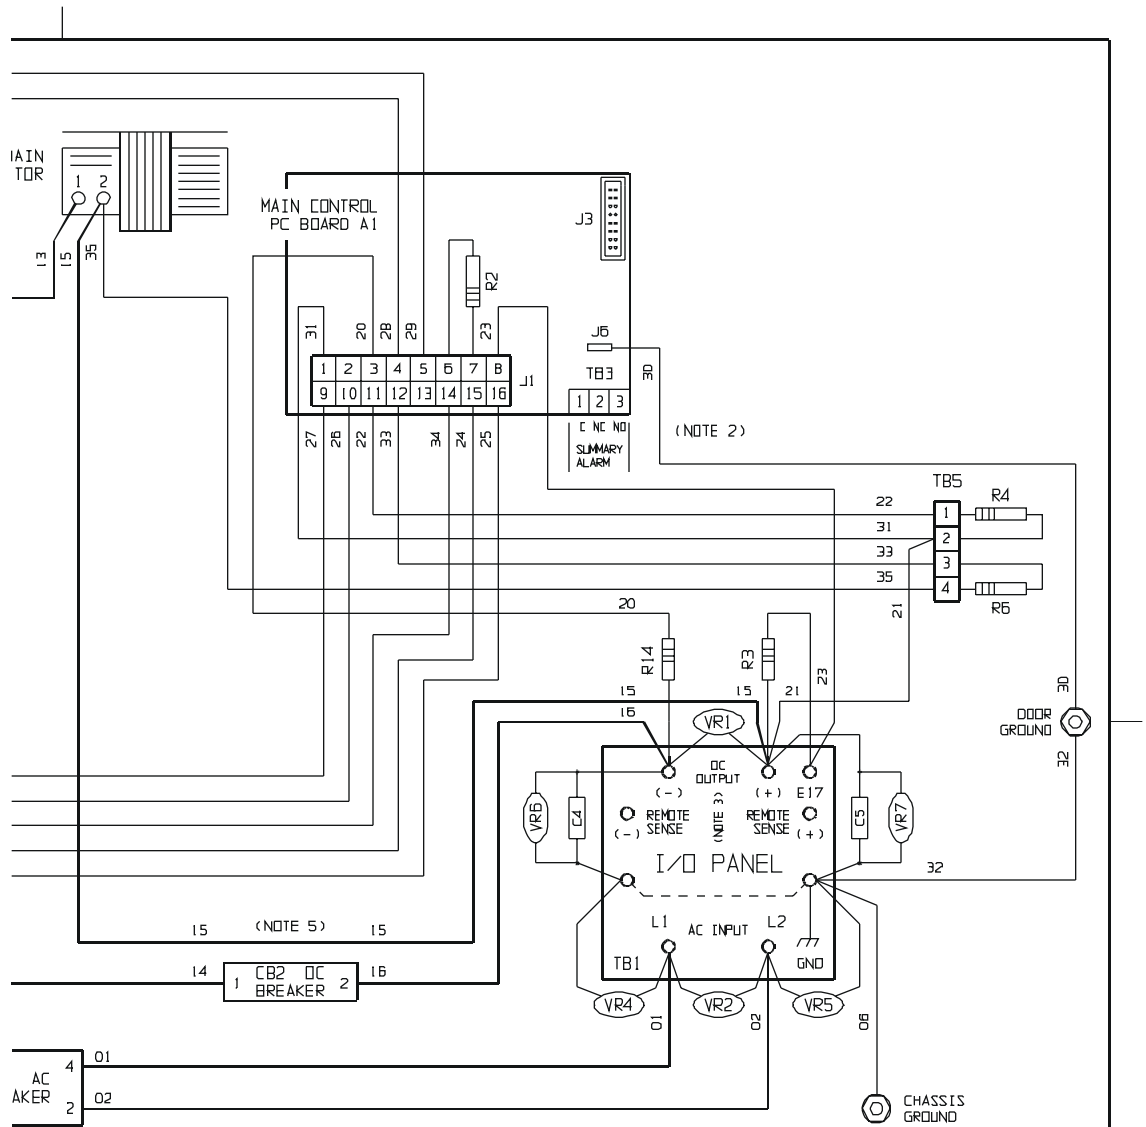 AIN
TOR
1 2
13
15
35
MAIN CONTROL
PC BOARD A1
J3
R2
31
20
28
29
23
1 2 3 4 5 6 7 8
9 10 11 12 13 14 15 16
J1
J6
TB3
1 2 3
C NC NO
SUMMARY
ALARM
30
27
26
22
33
34
24
25
(NOTE 2)
TB5
22
1
R4
31
2
33
3
35
4
R6
21
20
R14
R3
23
15
15
21
16
VR1
30
DOOR
GROUND
32
DC
OUTPUT
(-)
(+)
E17
(NOTE 3)
VR6
C4
REMOTE
SENSE
(-)
REMOTE
SENSE
(+)
C5
VR7
I/O PANEL
32
L1
AC INPUT
L2
TB1
GND
15
(NOTE 5)
15
14
1
CB2 DC
BREAKER
2
16
VR4
VR2
VR5
01
02
06
4
01
AC
AKER
2
02
CHASSIS
GROUND